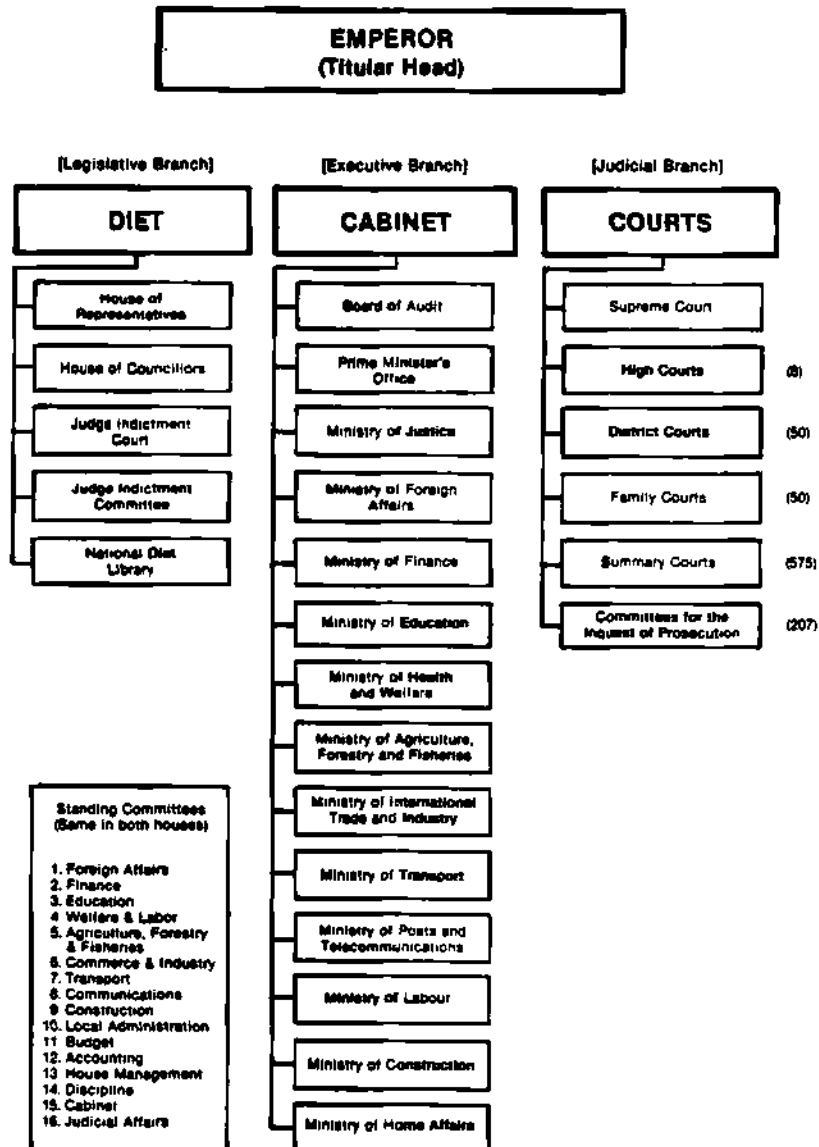 EMPEROR
(Titular Head)
[Legislative Branch]
DIET
House of
Representatives
House of Councillors
Judge Indictment
Court
Judge Indictment
Committee
National Diet
Library
Standing Committees
(Same in both houses)
1. Foreign Affairs
2. Finance
3. Education
4 Welfare & Labor
5. Agriculture, Forestry
& Fisheries
6. Commerce & Industry
7. Transport
8. Communications
9 Construction
10. Local Administration
11 Budget
12. Accounting
13 House Management
14. Discipline
15. Cabinet
16. Judicial Affairs
[Executive Branch]
CABINET
Board of Audit
Prime Minister's
Office
Ministry of Justice
Ministry of Foreign
Affairs
Ministry of Finance
Ministry of Education
Ministry of Health
and Welfare
Ministry of Agriculture,
Forestry and Fisheries
Ministry of International
Trade and Industry
Ministry of Transport
Ministry of Posts and
Telecommunications
Ministry of Labour
Ministry of Construction
Ministry of Home Affairs
[Judicial Branch]
COURTS
Supreme Court
High Courts (8)
District Courts (50)
Family Courts (50)
Summary Courts (575)
Committees for the
Inquest of Prosecution (207)